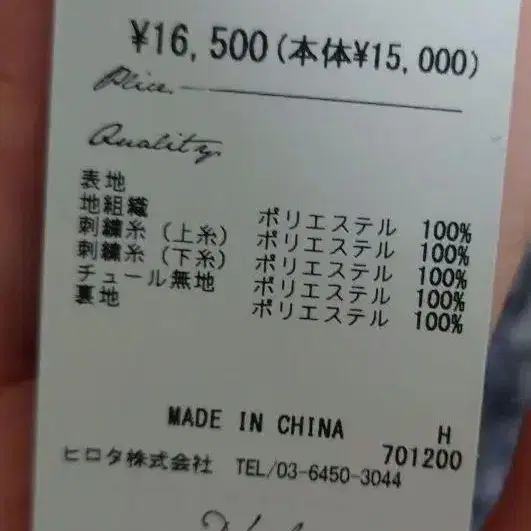 ¥16,500(本体¥15,000)
Price
Quality
表地
地組織 ポリエステル 100%
刺繍糸(上糸) ポリエステル 100%
刺繍糸(下糸) ポリエステル 100%
チュール無地 ポリエステル 100%
裏地 ポリエステル 100%
MADE IN CHINA H
701200
ヒロタ株式会社 TEL/03-6450-3044